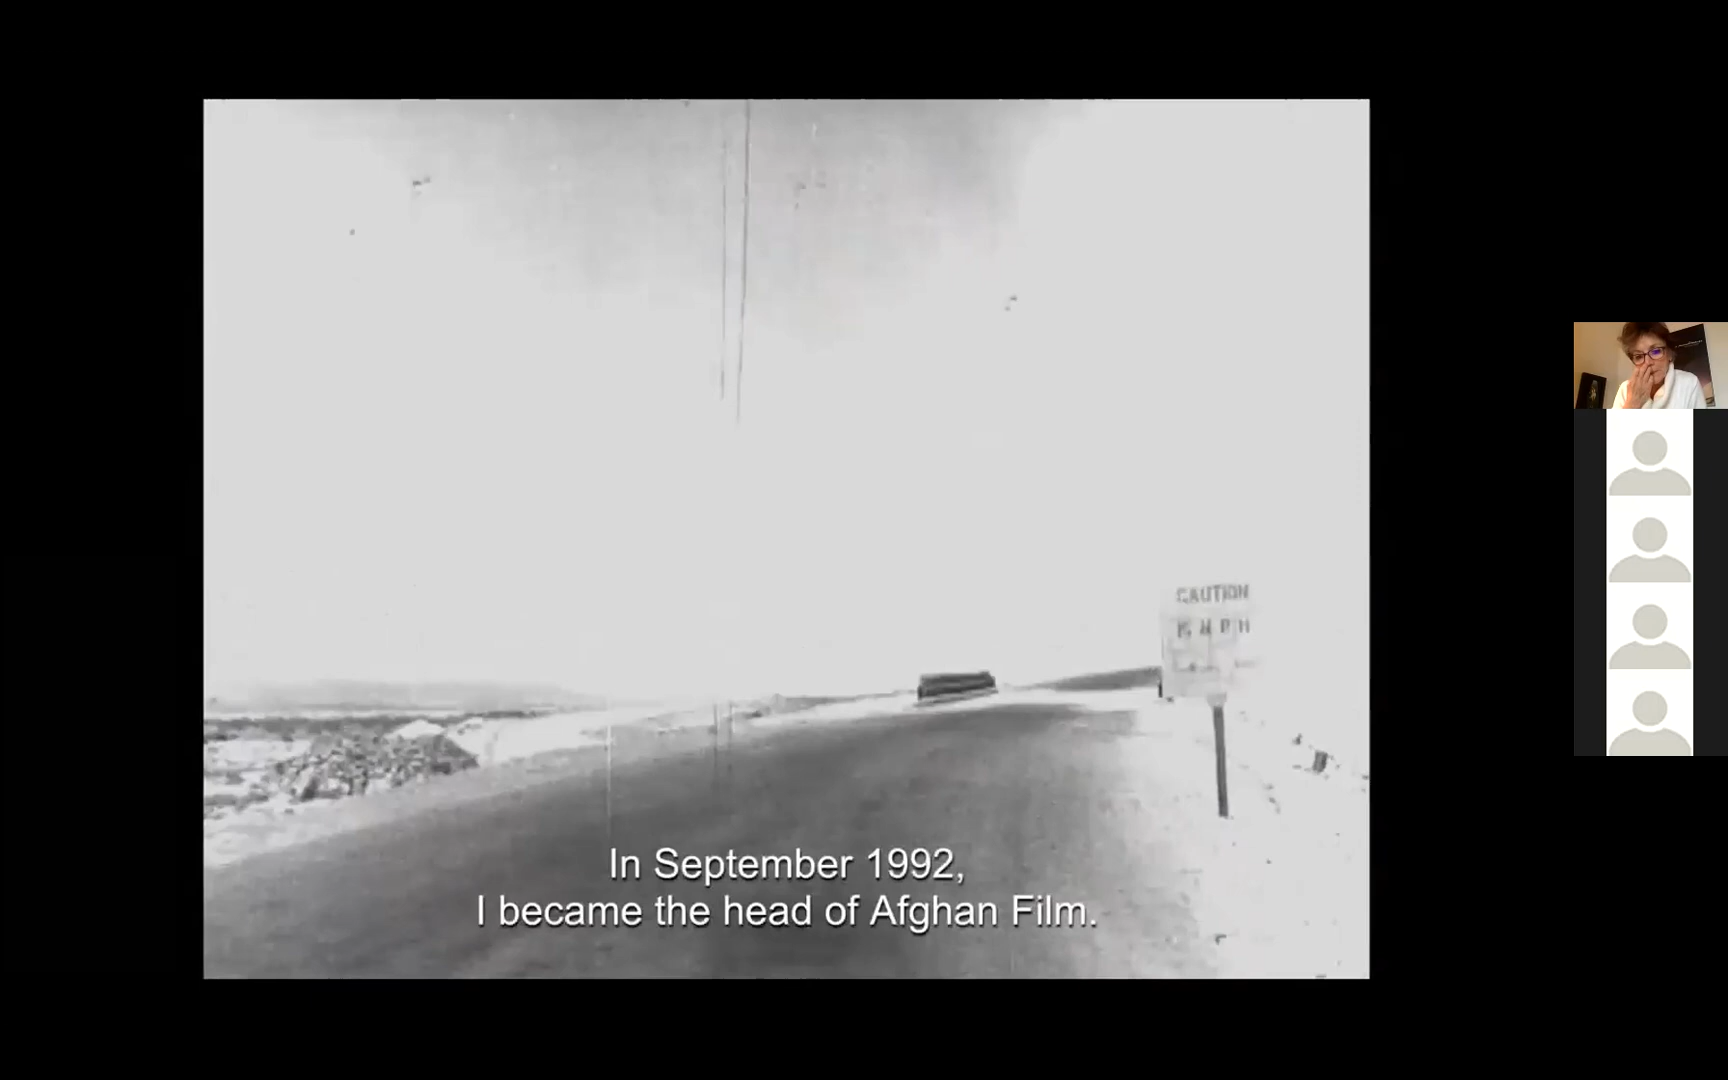 CAUTION
In September 1992,
I became the head of Afghan Film.